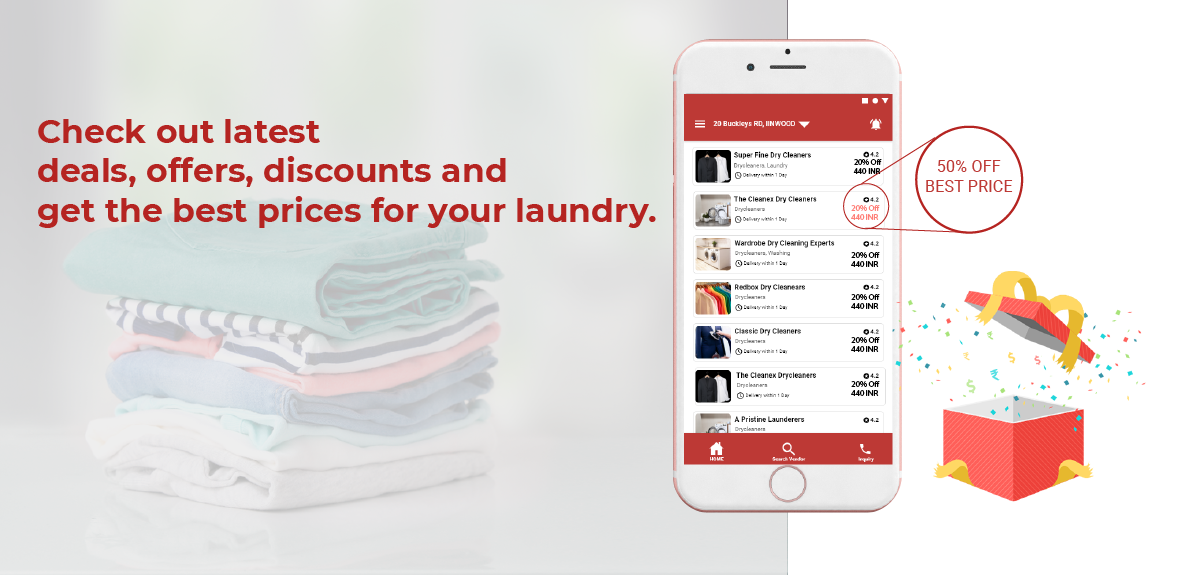 Check out latest
deals, offers, discounts and
get the best prices for your laundry.
20 Buckleys RD, IINWOOD
Super Fine Dry Cleaners
4.2
Drycleaners, Laundry
20% Off
Delivery within 1 Day
440 INR
The Cleanex Dry Cleaners
4.2
Drycleaners
20% Off
Delivery within 1 Day
440 INR
50% OFF
BEST PRICE
Wardrobe Dry Cleaning Experts
4.2
Drycleaners, Washing
20% Off
Delivery within 1 Day
440 INR
Redbox Dry Cleanears
4.2
Drycleaners
20% Off
Delivery within 1 Day
440 INR
Classic Dry Cleaners
4.2
Drycleaners
20% Off
Delivery within 1 Day
440 INR
The Cleanex Drycleaners
4.2
Drycleaners
20% Off
Delivery within 1 Day
440 INR
A Pristine Launderers
4.2
Drycleaners
HOME
Search Vendor
Inquiry